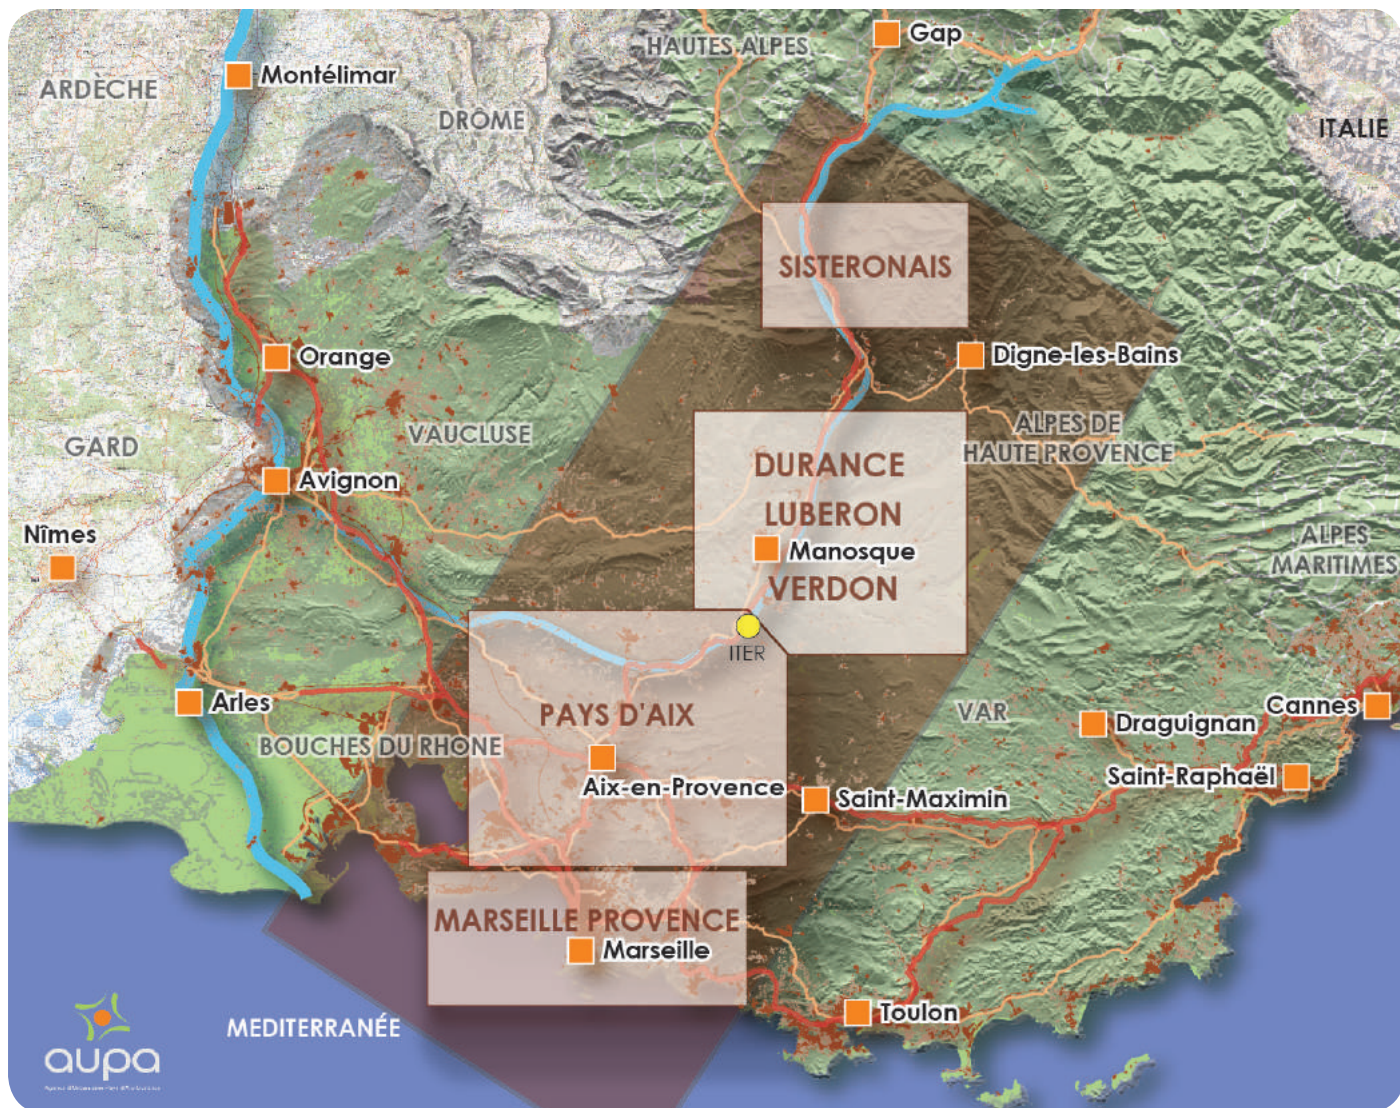 Gap
HAUTES ALPES
Montélimar
ARDÈCHE
DRÔME
ITALIE
SISTERONAIS
Orange
Digne-les-Bains
ALPES DE
HAUTE PROVENCE
VAUCLUSE
GARD
DURANCE
LUBERON
Avignon
Manosque
VERDON
Nîmes
ALPES
MARITIMES
ITER
Arles
PAYS D'AIX
VAR
Cannes
Draguignan
BOUCHES DU RHONE
Saint-Raphaël
Aix-en-Provence
Saint-Maximin
MARSEILLE PROVENCE
Marseille
Toulon
MEDITERRANÉE
aupa